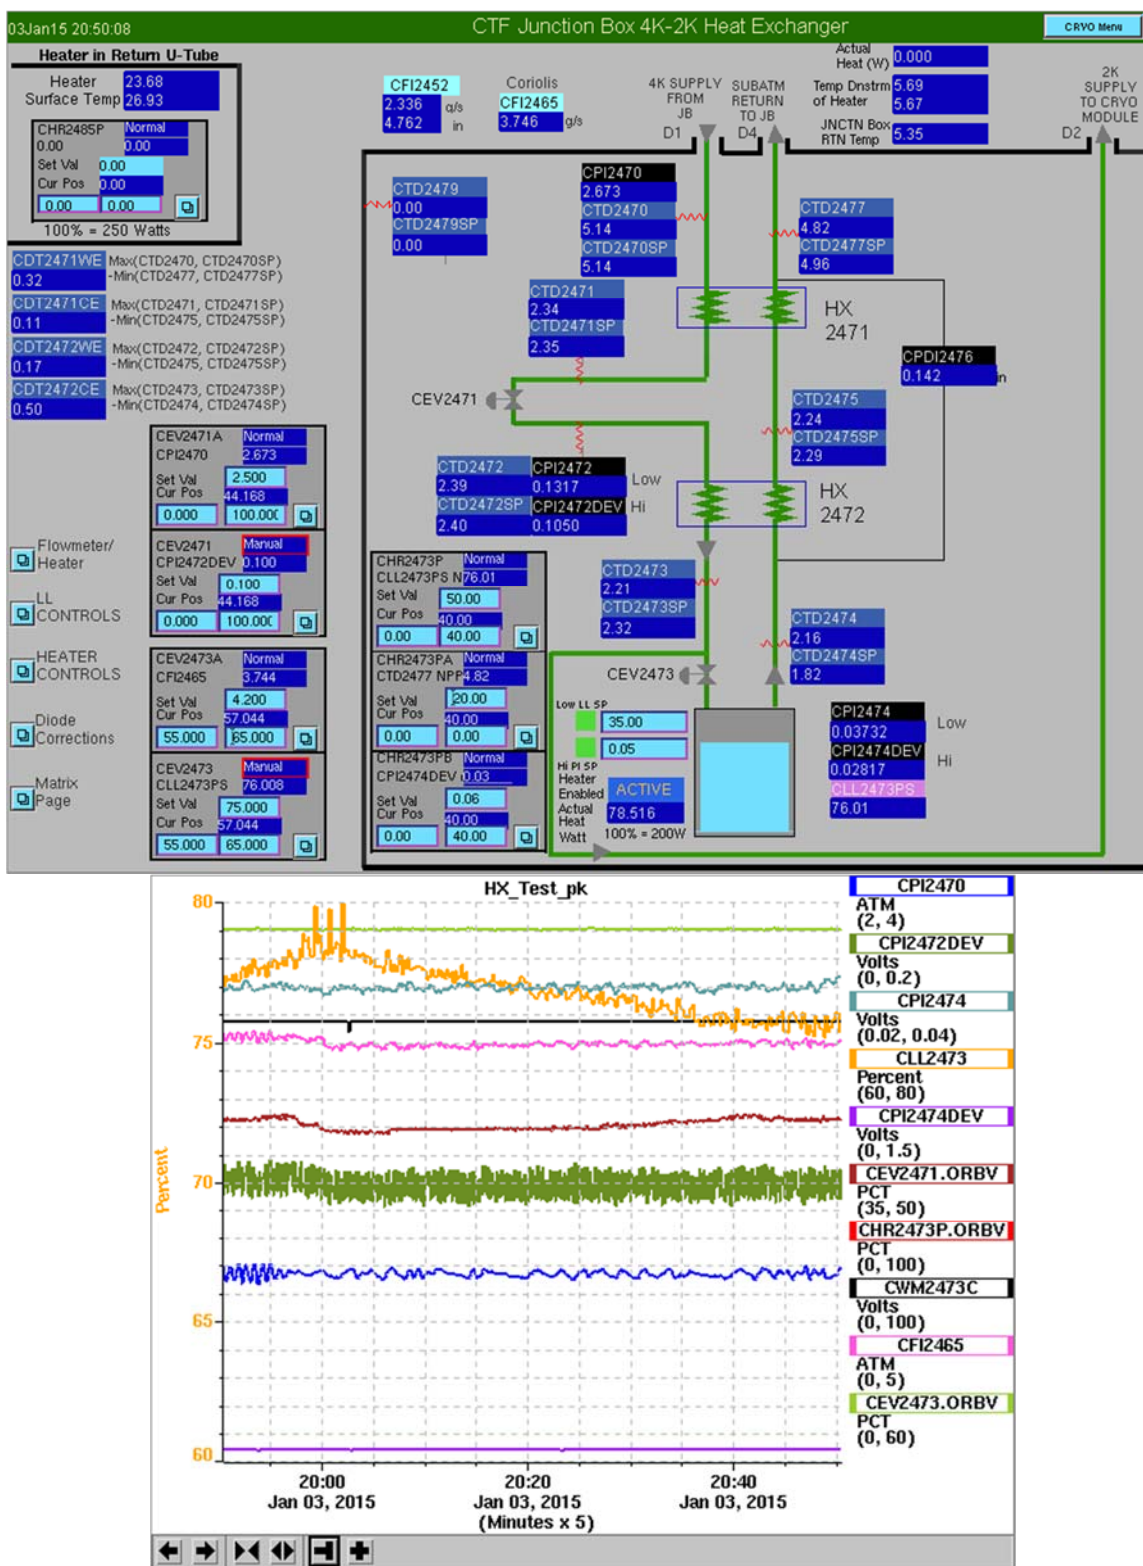 03Jan15 20:50:08
CTF Junction Box 4K-2K Heat Exchanger
CRYO Menu
Heater in Return U-Tube
Heater
Surface Temp
23.68
26.93
CHR2485P Normal
0.00 0.00
Set Val 0.00
Cur Pos 0.00
0.00 0.00
100% = 250 Watts
CFI2452
2.336 g/s
4.762 in
Coriolis
CFI2465
3.746 g/s
4K SUPPLY
FROM
JB
D1
SUBATM
RETURN
TO JB
D4
Actual
Heat (W) 0.000
Temp Dnstrm
of Heater
5.69
5.67
JNCTN Box
RTN Temp
5.35
2K
SUPPLY
TO CRYO
MODULE
D2
CTD2479
0.00
CTD2479SP
0.00
CPI2470
2.673
CTD2470
5.14
CTD2470SP
5.14
CTD2477
4.82
CTD2477SP
4.96
CDT2471WE Max(CTD2470, CTD2470SP)
0.32 -Min(CTD2477, CTD2477SP)
CDT2471CE Max(CTD2471, CTD2471SP)
0.11 -Min(CTD2475, CTD2475SP)
CDT2472WE Max(CTD2472, CTD2472SP)
0.17 -Min(CTD2475, CTD2475SP)
CDT2472CE Max(CTD2473, CTD2473SP)
0.50 -Min(CTD2474, CTD2474SP)
CTD2471
2.34
CTD2471SP
2.35
HX
2471
CPDI2476
0.142 in
CEV2471
CTD2475
2.24
CTD2475SP
2.29
CTD2472
2.39
CTD2472SP
2.40
CPI2472
0.1317 Low
CPI2472DEV Hi
0.1050
HX
2472
CEV2471A Normal
CPI2470 2.673
Set Val 2.500
Cur Pos 44.168
0.000 100.000
CEV2471 Manual
CPI2472DEV 0.100
Set Val 0.100
Cur Pos 44.168
0.000 100.000
CEV2473A Normal
CFI2465 3.744
Set Val 4.200
Cur Pos 57.044
55.000 65.000
CEV2473 Manual
CLL2473PS 76.008
Set Val 75.000
Cur Pos 57.044
55.000 65.000
Flowmeter/
Heater
LL
CONTROLS
HEATER
CONTROLS
Diode
Corrections
Matrix
Page
CHR2473P Normal
CLL2473PS N 76.01
Set Val 50.00
Cur Pos 40.00
0.00 40.00
CHR2473PA Normal
CTD2477 NPP 4.82
Set Val 20.00
Cur Pos 40.00
0.00 0.00
CHR2473PB Normal
CPI2474DEV 0.03
Set Val 0.06
Cur Pos 40.00
0.00 40.00
CTD2473
2.21
CTD2473SP
2.32
CTD2474
2.16
CTD2474SP
1.82
CEV2473
Low LL SP
35.00
0.05
Hi PI SP
Heater
Enabled ACTIVE
Actual
Heat 78.516
Watt 100% = 200W
CPI2474
0.03732 Low
CPI2474DEV
0.02817 Hi
CLL2473PS
76.01
HX_Test_pk
80
75
70
65
60
Percent
20:00
Jan 03, 2015
20:20
Jan 03, 2015
20:40
Jan 03, 2015
(Minutes x 5)
CPI2470
ATM
(2, 4)
CPI2472DEV
Volts
(0, 0.2)
CPI2474
Volts
(0.02, 0.04)
CLL2473
Percent
(60, 80)
CPI2474DEV
Volts
(0, 1.5)
CEV2471.ORBV
PCT
(35, 50)
CHR2473P.ORBV
PCT
(0, 100)
CWM2473C
Volts
(0, 100)
CFI2465
ATM
(0, 5)
CEV2473.ORBV
PCT
(0, 60)